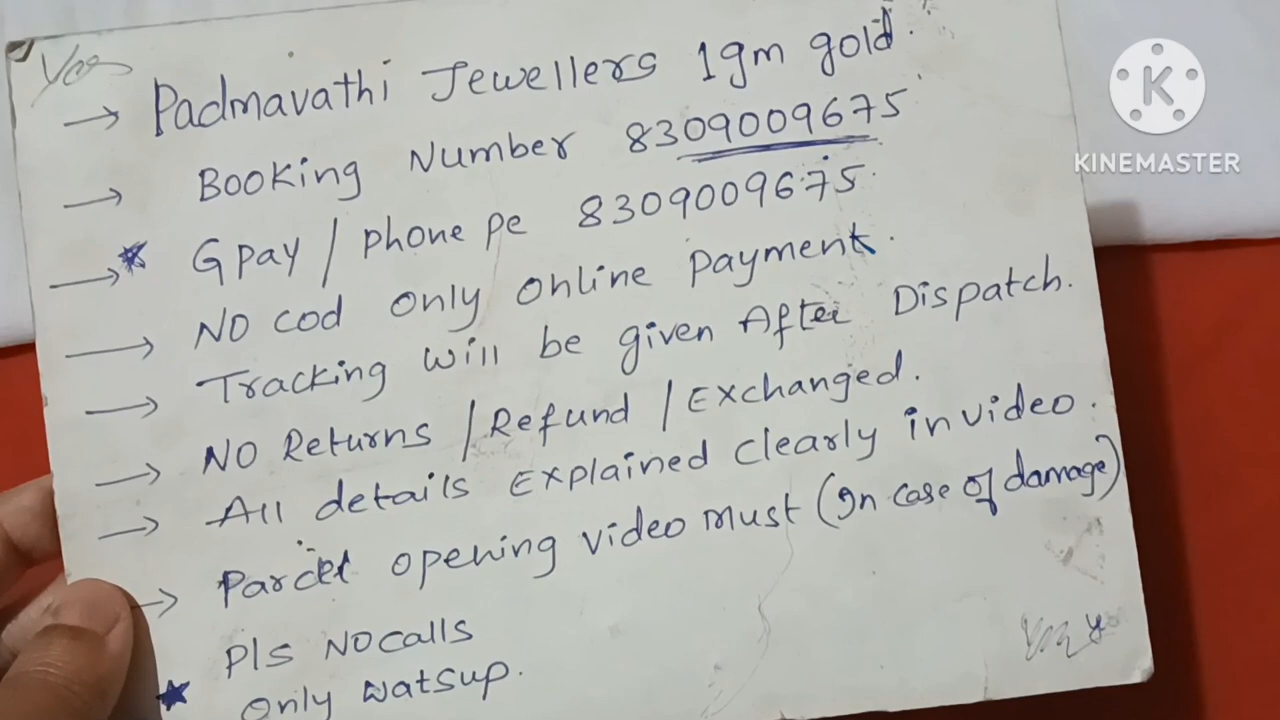 Yes
→ Padmavathi Jewellers 1gm gold.
→ Booking Number 8309009675
→ * Gpay / phone pe 8309009675.
→ NO cod only online payment.
→ Tracking will be given After Dispatch.
→ NO Returns / Refund / Exchanged.
→ All details Explained clearly in video.
→ Parcel opening video must (In case of damage)
Pls NO calls
★ Only Watsup.
K
KINEMASTER